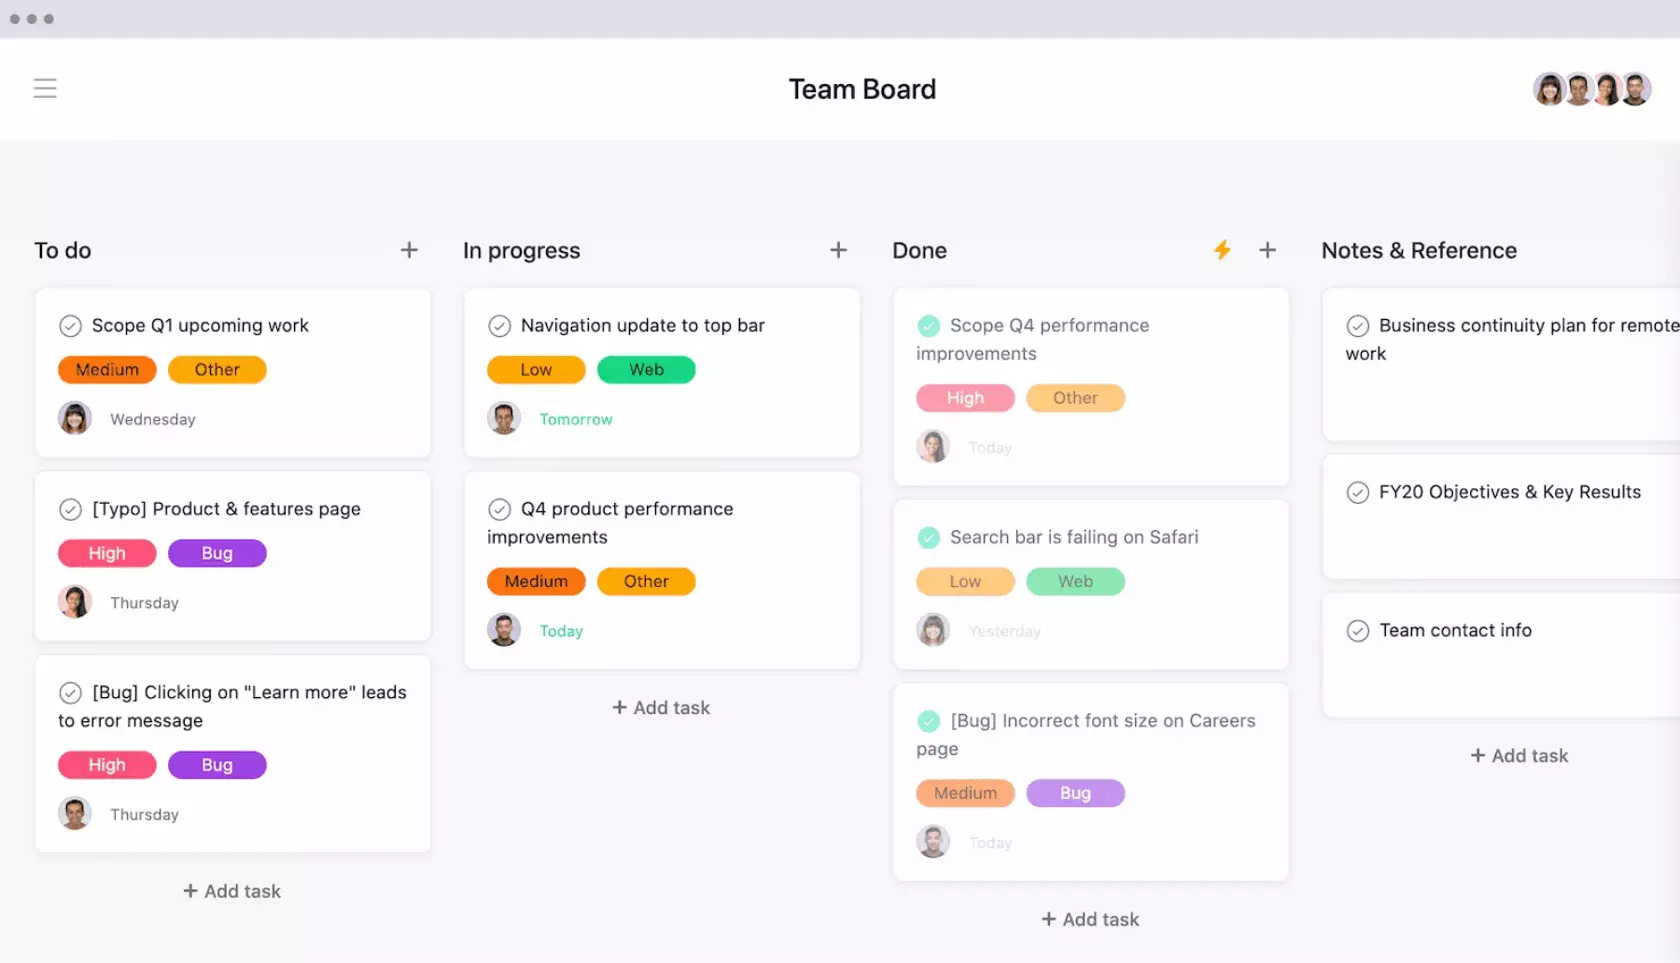 Team Board
To do
Scope Q1 upcoming work
Medium
Other
Wednesday
[Typo] Product & features page
High
Bug
Thursday
[Bug] Clicking on "Learn more" leads
to error message
High
Bug
Thursday
+ Add task
In progress
Navigation update to top bar
Low
Web
Tomorrow
Q4 product performance
improvements
Medium
Other
Today
+ Add task
Done
Scope Q4 performance
improvements
High
Other
Today
Search bar is failing on Safari
Low
Web
Yesterday
[Bug] Incorrect font size on Careers
page
Medium
Bug
Today
+ Add task
Notes & Reference
Business continuity plan for remote
work
FY20 Objectives & Key Results
Team contact info
+ Add task